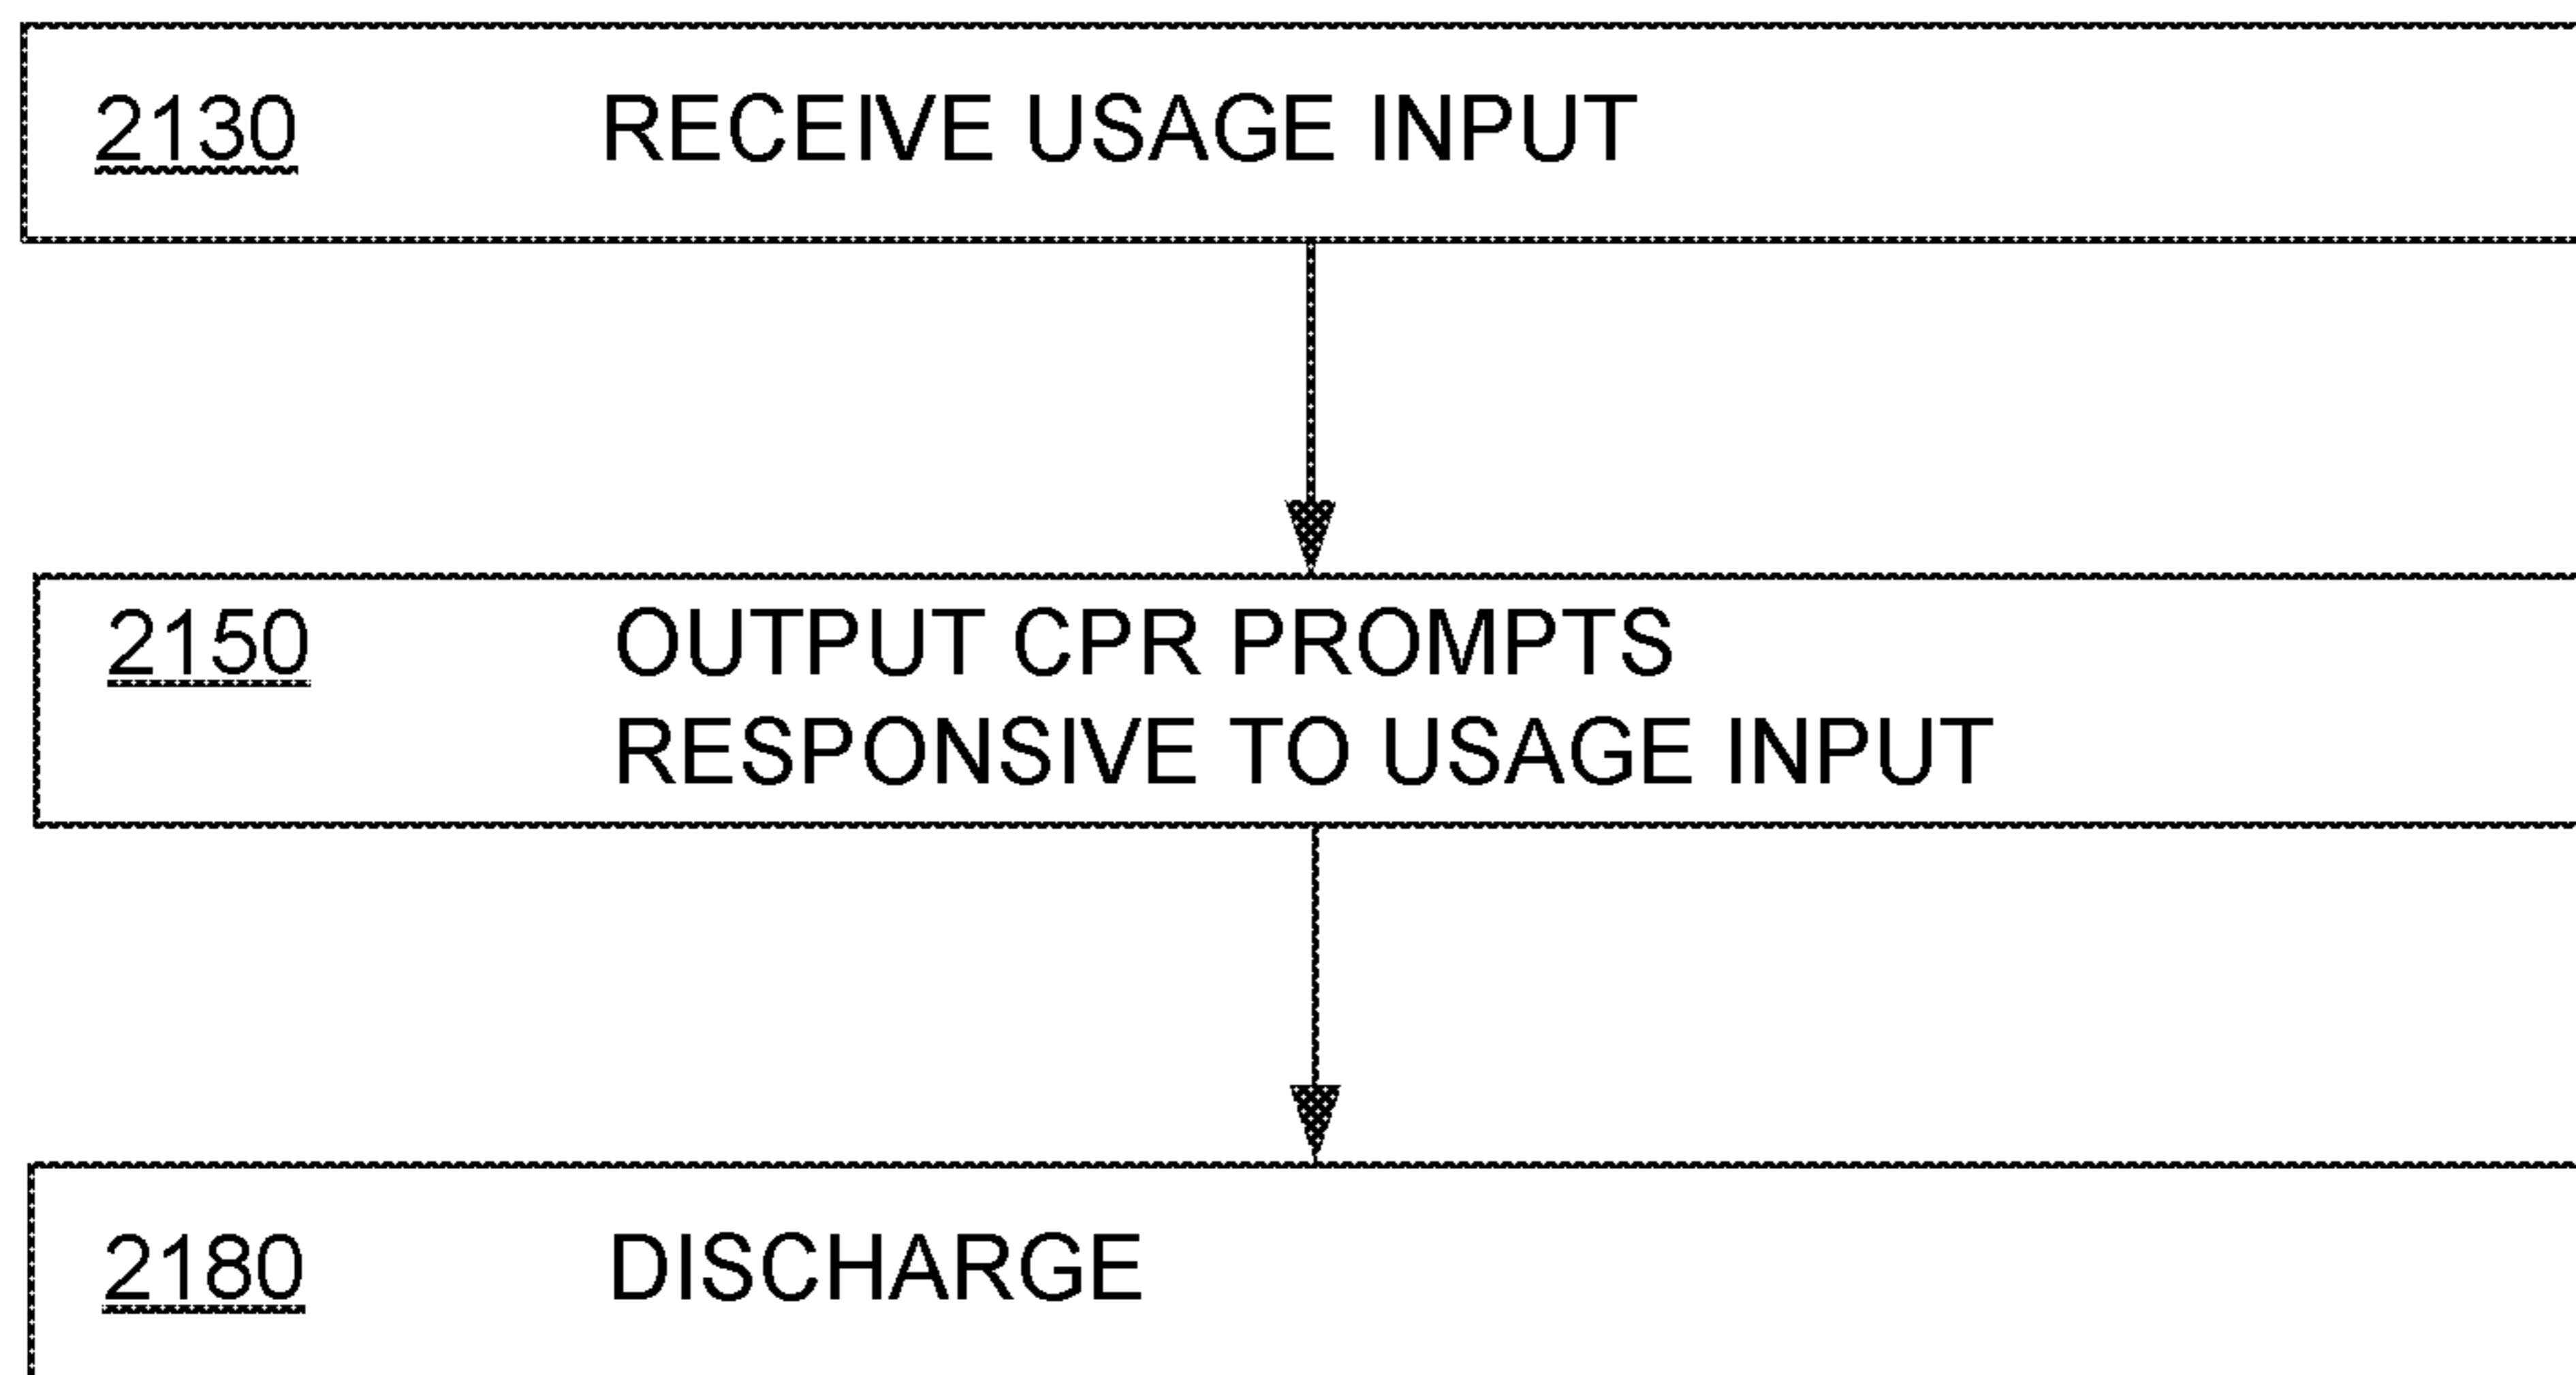 2130 RECEIVE USAGE INPUT
2150 OUTPUT CPR PROMPTS
RESPONSIVE TO USAGE INPUT
2180 DISCHARGE